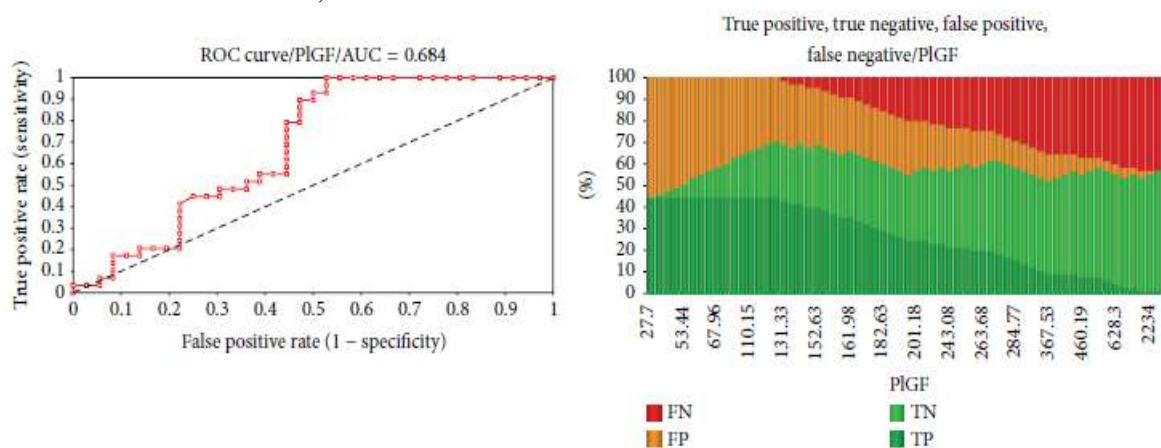 ROC curve/PlGF/AUC = 0.684
1
0.9
0.8
0.7
0.6
0.5
0.4
0.3
0.2
0.1
0
True positive rate (sensitivity)
0 0.1 0.2 0.3 0.4 0.5 0.6 0.7 0.8 0.9 1
False positive rate (1 − specificity)
True positive, true negative, false positive,
false negative/PlGF
100
90
80
70
60
50
40
30
20
10
0
(%)
27.7 53.44 67.96 110.15 131.33 152.63 161.98 182.63 201.18 243.08 263.68 284.77 367.53 460.19 628.3 2234
PlGF
FN TN
FP TP